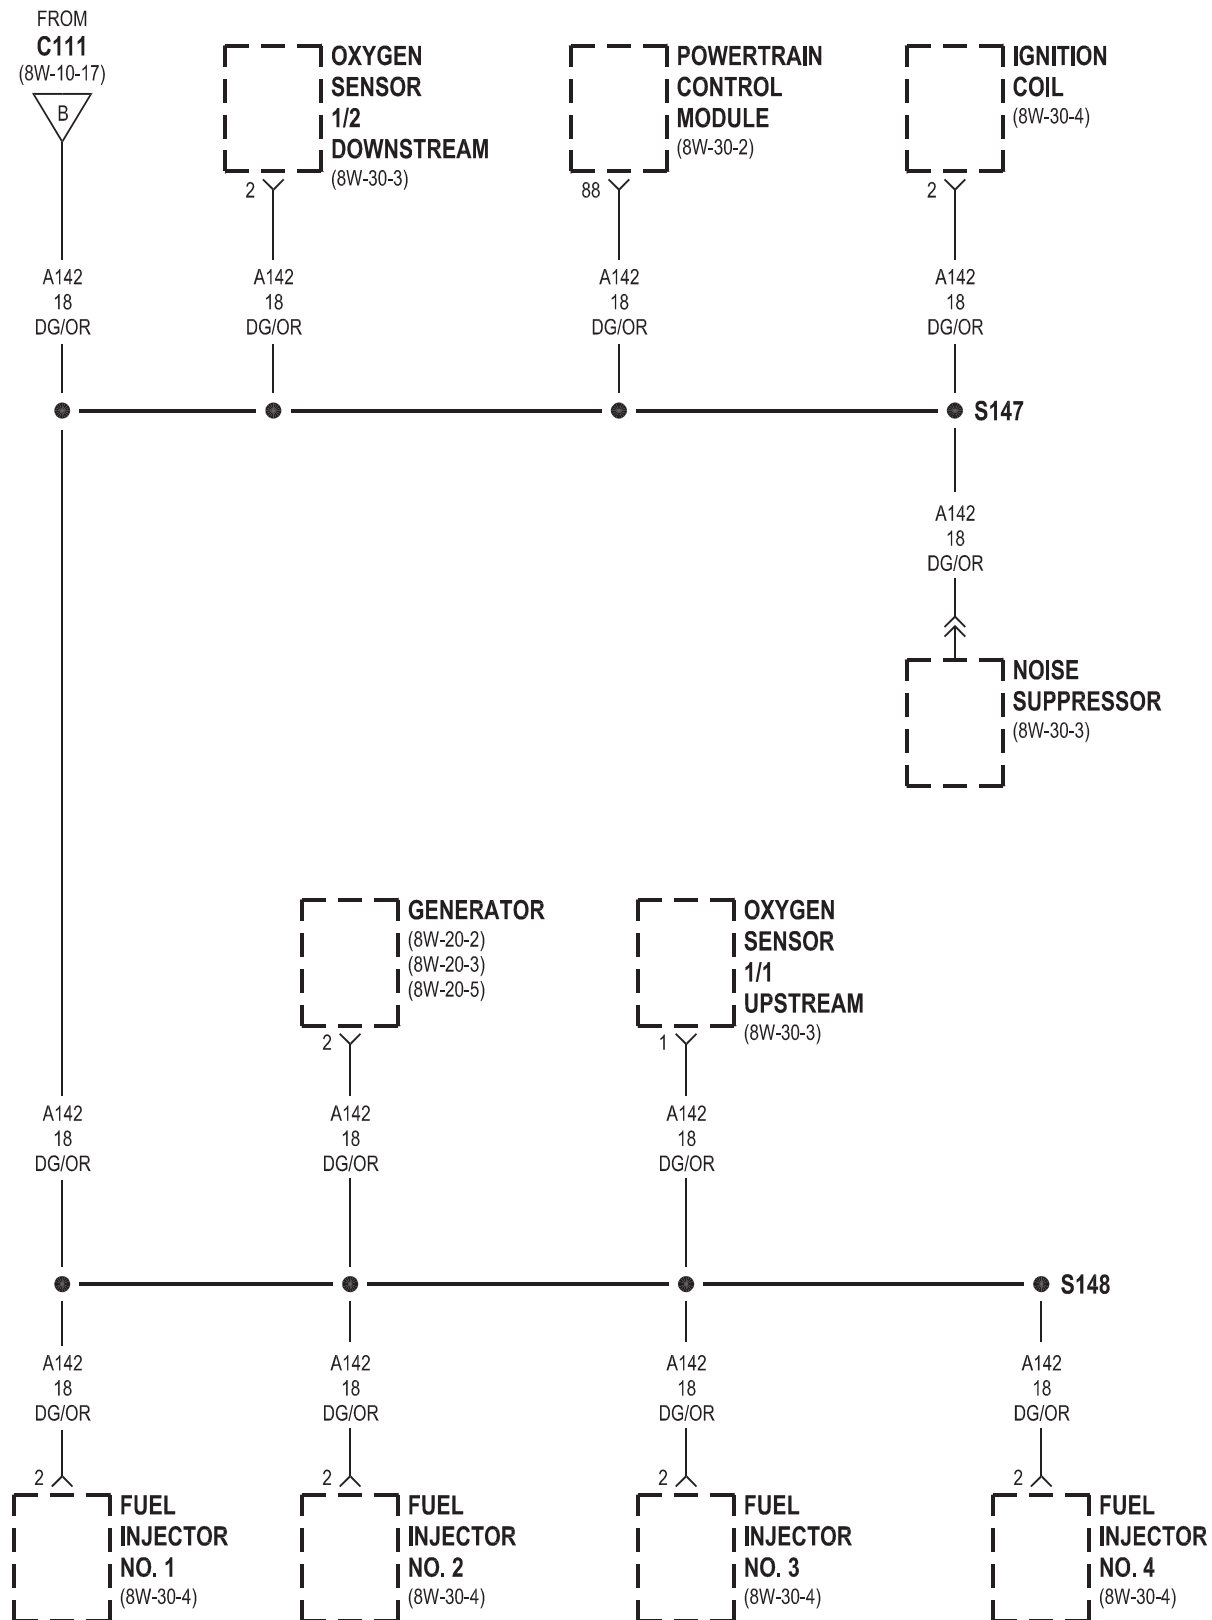 FROM
C111
(8W-10-17)
B
OXYGEN
SENSOR
1/2
DOWNSTREAM
(8W-30-3)
2
POWERTRAIN
CONTROL
MODULE
(8W-30-2)
88
IGNITION
COIL
(8W-30-4)
2
A142
18
DG/OR
A142
18
DG/OR
A142
18
DG/OR
A142
18
DG/OR
S147
A142
18
DG/OR
NOISE
SUPPRESSOR
(8W-30-3)
GENERATOR
(8W-20-2)
(8W-20-3)
(8W-20-5)
2
OXYGEN
SENSOR
1/1
UPSTREAM
(8W-30-3)
1
A142
18
DG/OR
A142
18
DG/OR
A142
18
DG/OR
S148
A142
18
DG/OR
A142
18
DG/OR
A142
18
DG/OR
A142
18
DG/OR
2
FUEL
INJECTOR
NO. 1
(8W-30-4)
2
FUEL
INJECTOR
NO. 2
(8W-30-4)
2
FUEL
INJECTOR
NO. 3
(8W-30-4)
2
FUEL
INJECTOR
NO. 4
(8W-30-4)